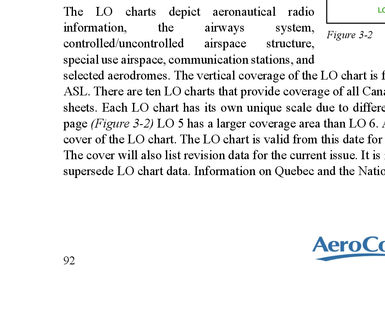 The LO charts depict aeronautical radio
information, the airways system,
controlled/uncontrolled airspace structure,
special use airspace, communication stations, and
LO
Figure 3-2
selected aerodromes. The vertical coverage of the LO chart is f
ASL. There are ten LO charts that provide coverage of all Cana
sheets. Each LO chart has its own unique scale due to differe
page (Figure 3-2) LO 5 has a larger coverage area than LO 6. A
cover of the LO chart. The LO chart is valid from this date for
The cover will also list revision data for the current issue. It is
supersede LO chart data. Information on Quebec and the Natio
92
AeroCo